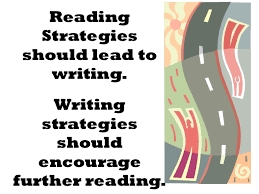 Reading
Strategies
should lead to
writing.
Writing
strategies
should
encourage
further reading.